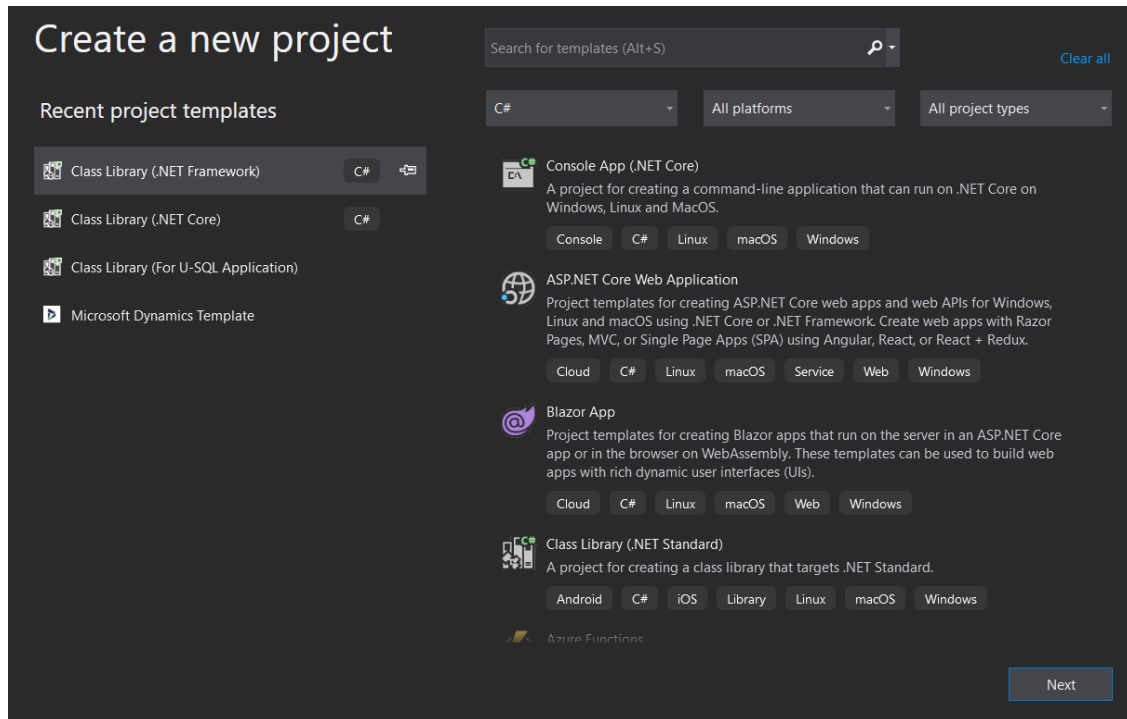 Create a new project
Search for templates (Alt+S)
Clear all
Recent project templates
C#
All platforms
All project types
Class Library (.NET Framework)
C#
Class Library (.NET Core)
C#
Class Library (For U-SQL Application)
Microsoft Dynamics Template
C#
C:\
Console App (.NET Core)
A project for creating a command-line application that can run on .NET Core on
Windows, Linux and MacOS.
Console C# Linux macOS Windows
ASP.NET Core Web Application
Project templates for creating ASP.NET Core web apps and web APIs for Windows,
Linux and macOS using .NET Core or .NET Framework. Create web apps with Razor
Pages, MVC, or Single Page Apps (SPA) using Angular, React, or React + Redux.
Cloud C# Linux macOS Service Web Windows
@
Blazor App
Project templates for creating Blazor apps that run on the server in an ASP.NET Core
app or in the browser on WebAssembly. These templates can be used to build web
apps with rich dynamic user interfaces (UIs).
Cloud C# Linux macOS Web Windows
C#
Class Library (.NET Standard)
A project for creating a class library that targets .NET Standard.
Android C# iOS Library Linux macOS Windows
Azure Functions
Next